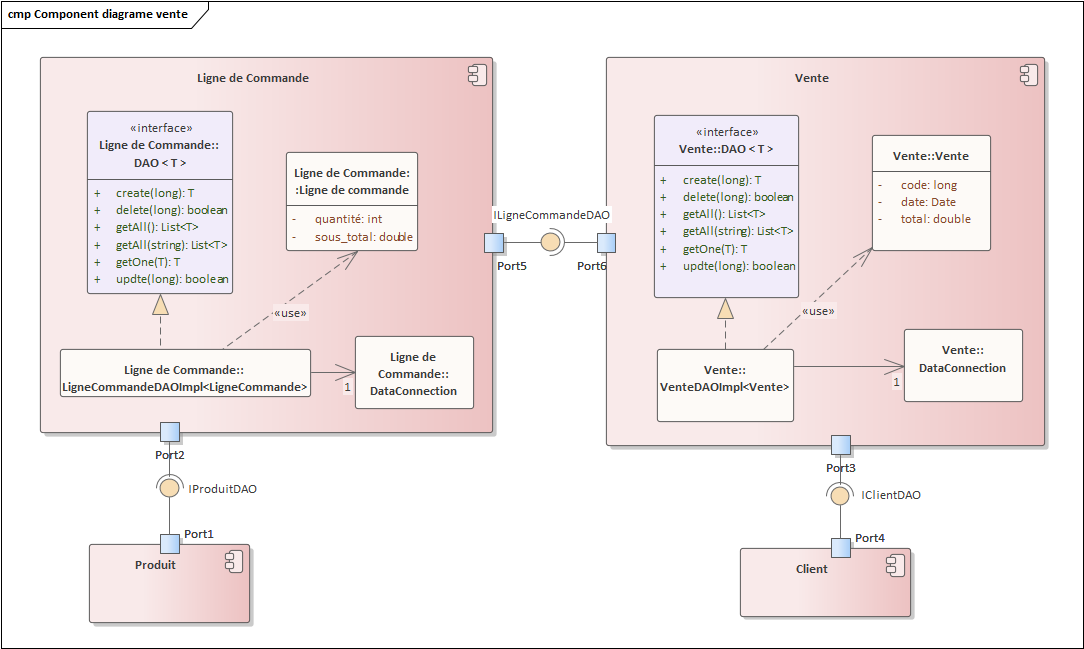 cmp Component diagrame vente
Ligne de Commande
«interface»
Ligne de Commande::
DAO < T >
+ create(long): T
+ delete(long): boolean
+ getAll(): List<T>
+ getAll(string): List<T>
+ getOne(T): T
+ updte(long): boolean
Ligne de Commande:
:Ligne de commande
- quantité: int
- sous_total: double
«use»
Ligne de Commande::
LigneCommandeDAOImpl<LigneCommande>
1
Ligne de
Commande::
DataConnection
ILigneCommandeDAO
Port5
Port6
Vente
«interface»
Vente::DAO < T >
+ create(long): T
+ delete(long): boolean
+ getAll(): List<T>
+ getAll(string): List<T>
+ getOne(T): T
+ updte(long): boolean
Vente::Vente
- code: long
- date: Date
- total: double
«use»
Vente::
VenteDAOImpl<Vente>
1
Vente::
DataConnection
Port2
IProduitDAO
Port1
Produit
Port3
IClientDAO
Port4
Client